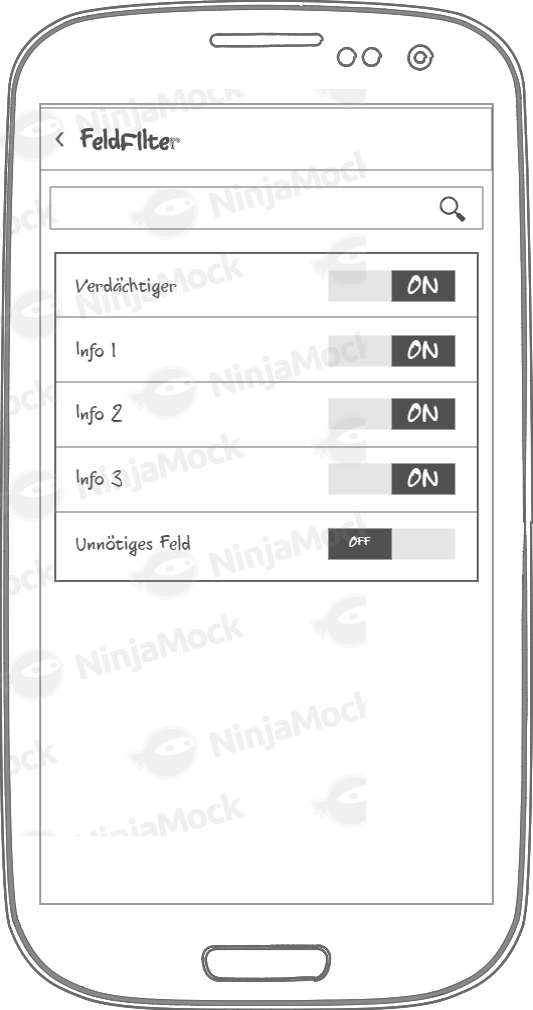 FeldFIlter
Verdächtiger ON
Info 1 ON
Info 2 ON
Info 3 ON
Unnötiges Feld OFF
NinjaMock
NinjaMock
NinjaMock
NinjaMock
NinjaMock
NinjaMock
NinjaMock
NinjaMock
NinjaMock